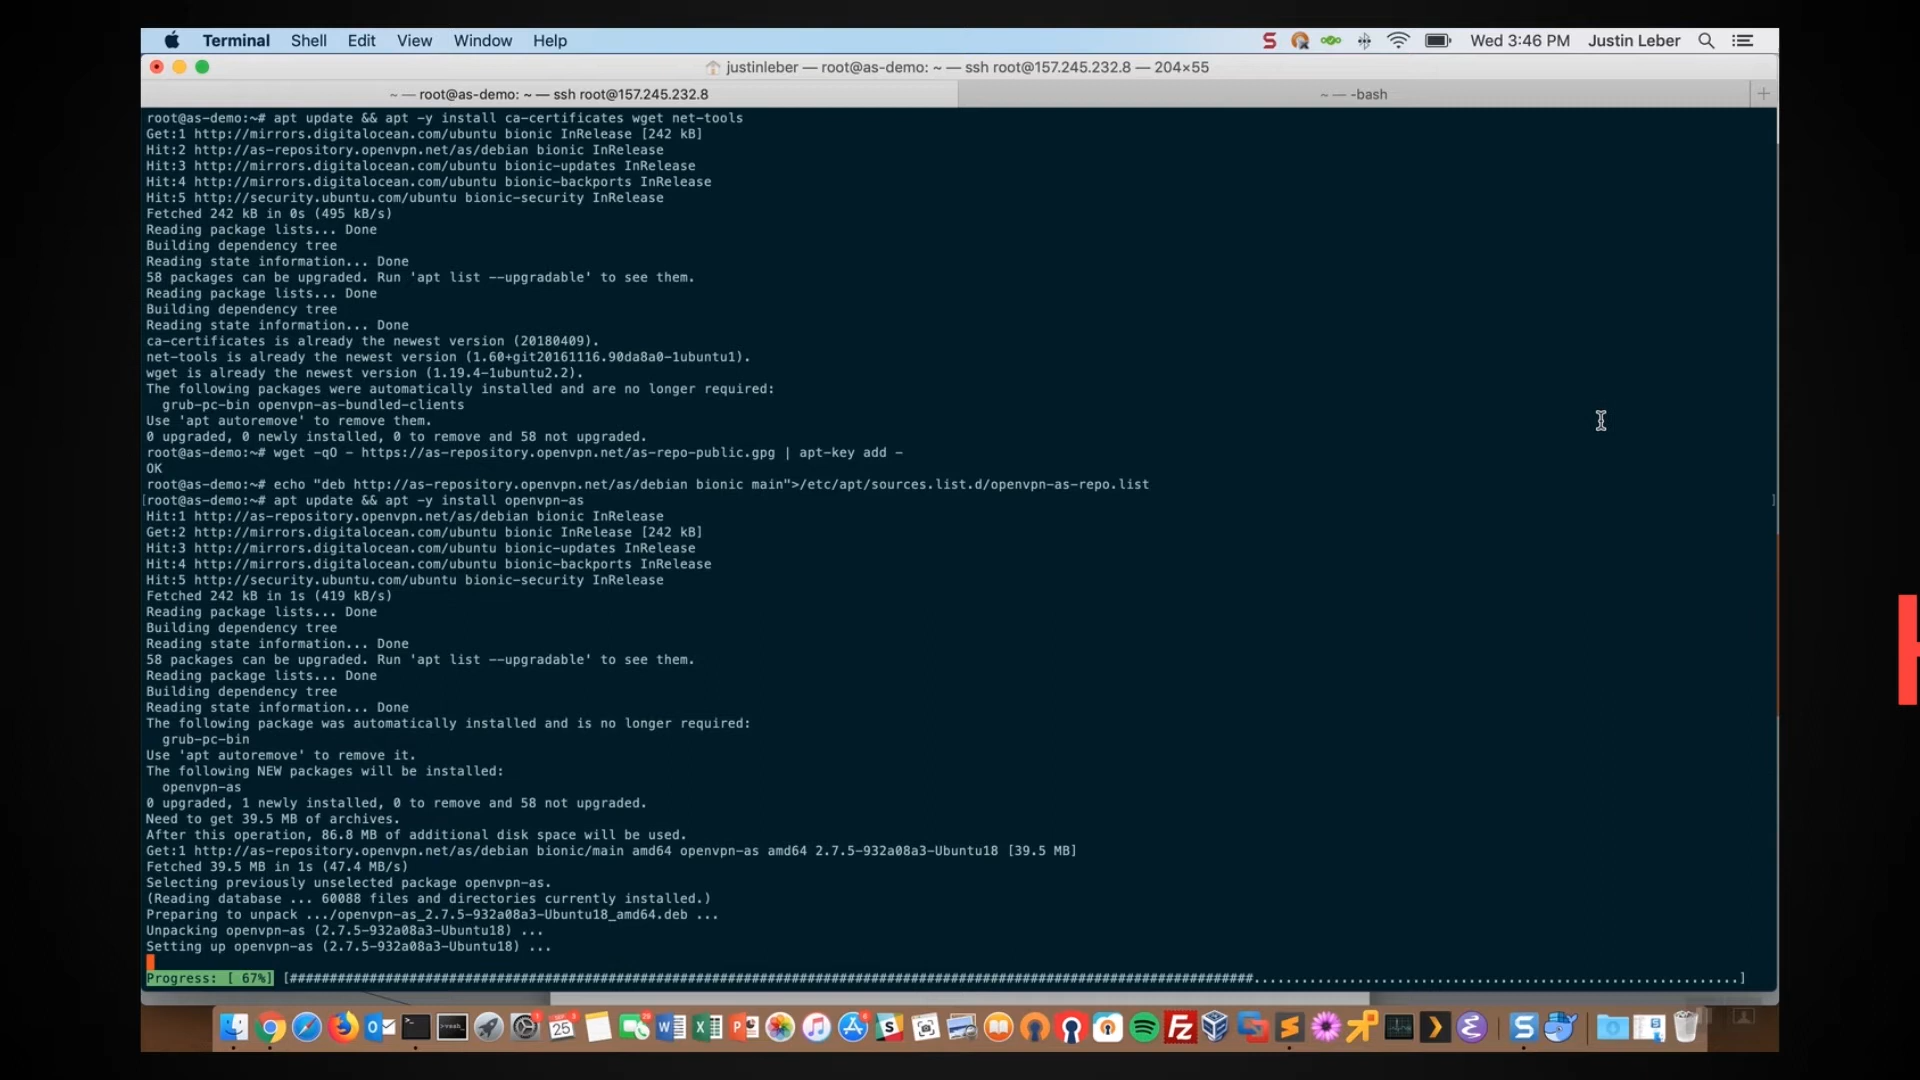 Terminal Shell Edit View Window Help Wed 3:46 PM Justin Leber
justinleber — root@as-demo: ~ — ssh root@157.245.232.8 — 204×55
~ — root@as-demo: ~ — ssh root@157.245.232.8 ~ — -bash
root@as-demo:~# apt update && apt -y install ca-certificates wget net-tools
Get:1 http://mirrors.digitalocean.com/ubuntu bionic InRelease [242 kB]
Hit:2 http://as-repository.openvpn.net/as/debian bionic InRelease
Hit:3 http://mirrors.digitalocean.com/ubuntu bionic-updates InRelease
Hit:4 http://mirrors.digitalocean.com/ubuntu bionic-backports InRelease
Hit:5 http://security.ubuntu.com/ubuntu bionic-security InRelease
Fetched 242 kB in 0s (495 kB/s)
Reading package lists... Done
Building dependency tree
Reading state information... Done
58 packages can be upgraded. Run 'apt list --upgradable' to see them.
Reading package lists... Done
Building dependency tree
Reading state information... Done
ca-certificates is already the newest version (20180409).
net-tools is already the newest version (1.60+git20161116.90da8a0-1ubuntu1).
wget is already the newest version (1.19.4-1ubuntu2.2).
The following packages were automatically installed and are no longer required:
grub-pc-bin openvpn-as-bundled-clients
Use 'apt autoremove' to remove them.
0 upgraded, 0 newly installed, 0 to remove and 58 not upgraded.
root@as-demo:~# wget -qO - https://as-repository.openvpn.net/as-repo-public.gpg | apt-key add -
OK
root@as-demo:~# echo "deb http://as-repository.openvpn.net/as/debian bionic main">/etc/apt/sources.list.d/openvpn-as-repo.list
[root@as-demo:~# apt update && apt -y install openvpn-as ]
Hit:1 http://as-repository.openvpn.net/as/debian bionic InRelease
Get:2 http://mirrors.digitalocean.com/ubuntu bionic InRelease [242 kB]
Hit:3 http://mirrors.digitalocean.com/ubuntu bionic-updates InRelease
Hit:4 http://mirrors.digitalocean.com/ubuntu bionic-backports InRelease
Hit:5 http://security.ubuntu.com/ubuntu bionic-security InRelease
Fetched 242 kB in 1s (419 kB/s)
Reading package lists... Done
Building dependency tree
Reading state information... Done
58 packages can be upgraded. Run 'apt list --upgradable' to see them.
Reading package lists... Done
Building dependency tree
Reading state information... Done
The following package was automatically installed and is no longer required:
grub-pc-bin
Use 'apt autoremove' to remove it.
The following NEW packages will be installed:
openvpn-as
0 upgraded, 1 newly installed, 0 to remove and 58 not upgraded.
Need to get 39.5 MB of archives.
After this operation, 86.8 MB of additional disk space will be used.
Get:1 http://as-repository.openvpn.net/as/debian bionic/main amd64 openvpn-as amd64 2.7.5-932a08a3-Ubuntu18 [39.5 MB]
Fetched 39.5 MB in 1s (47.4 MB/s)
Selecting previously unselected package openvpn-as.
(Reading database ... 60088 files and directories currently installed.)
Preparing to unpack .../openvpn-as_2.7.5-932a08a3-Ubuntu18_amd64.deb ...
Unpacking openvpn-as (2.7.5-932a08a3-Ubuntu18) ...
Setting up openvpn-as (2.7.5-932a08a3-Ubuntu18) ...
Progress: [ 67%]